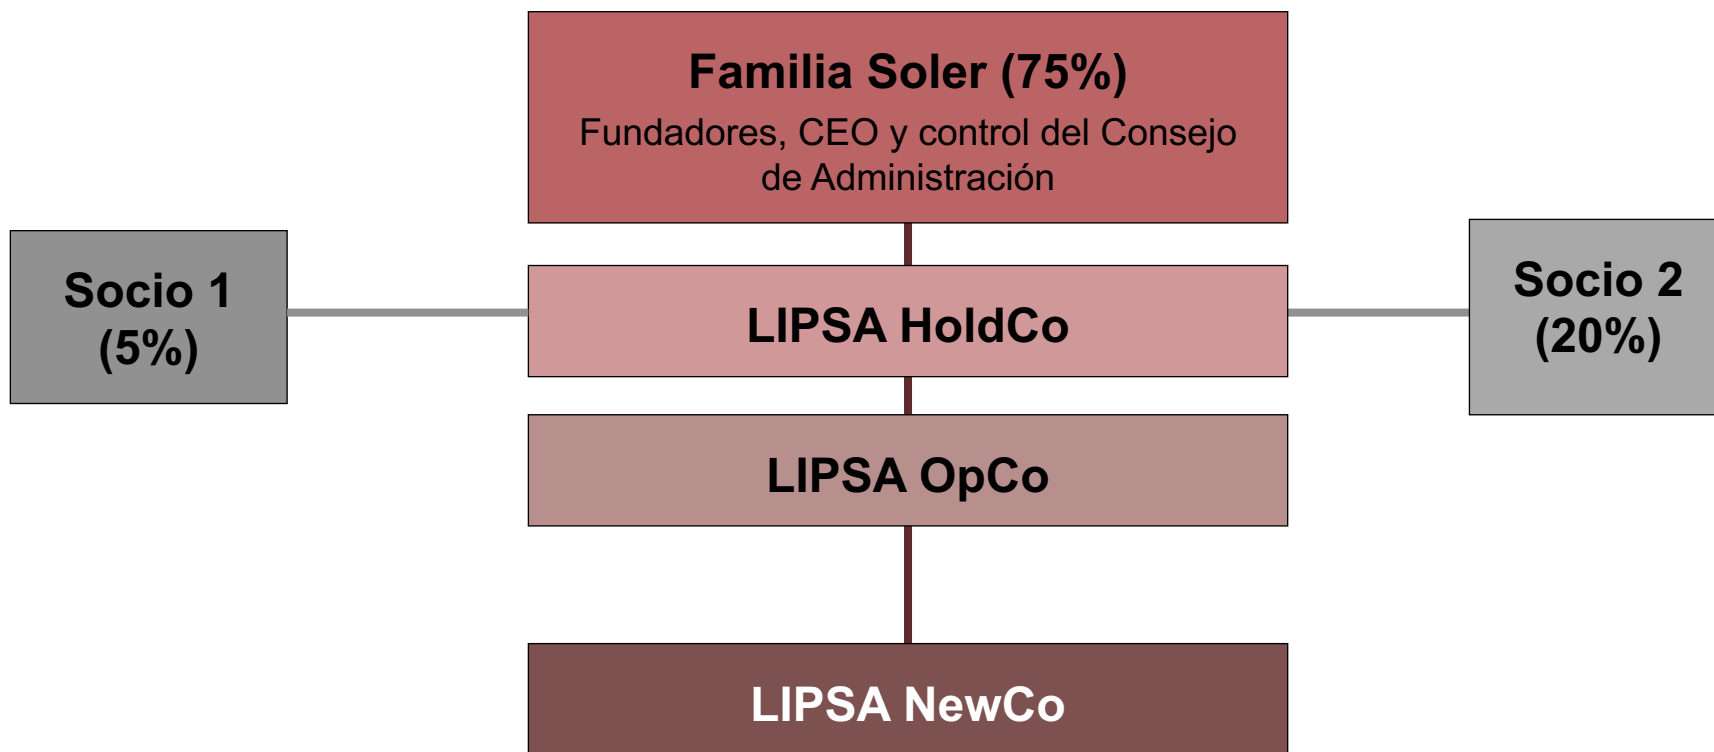 Familia Soler (75%)
Fundadores, CEO y control del Consejo
de Administración
Socio 1
(5%)
LIPSA HoldCo
Socio 2
(20%)
LIPSA OpCo
LIPSA NewCo